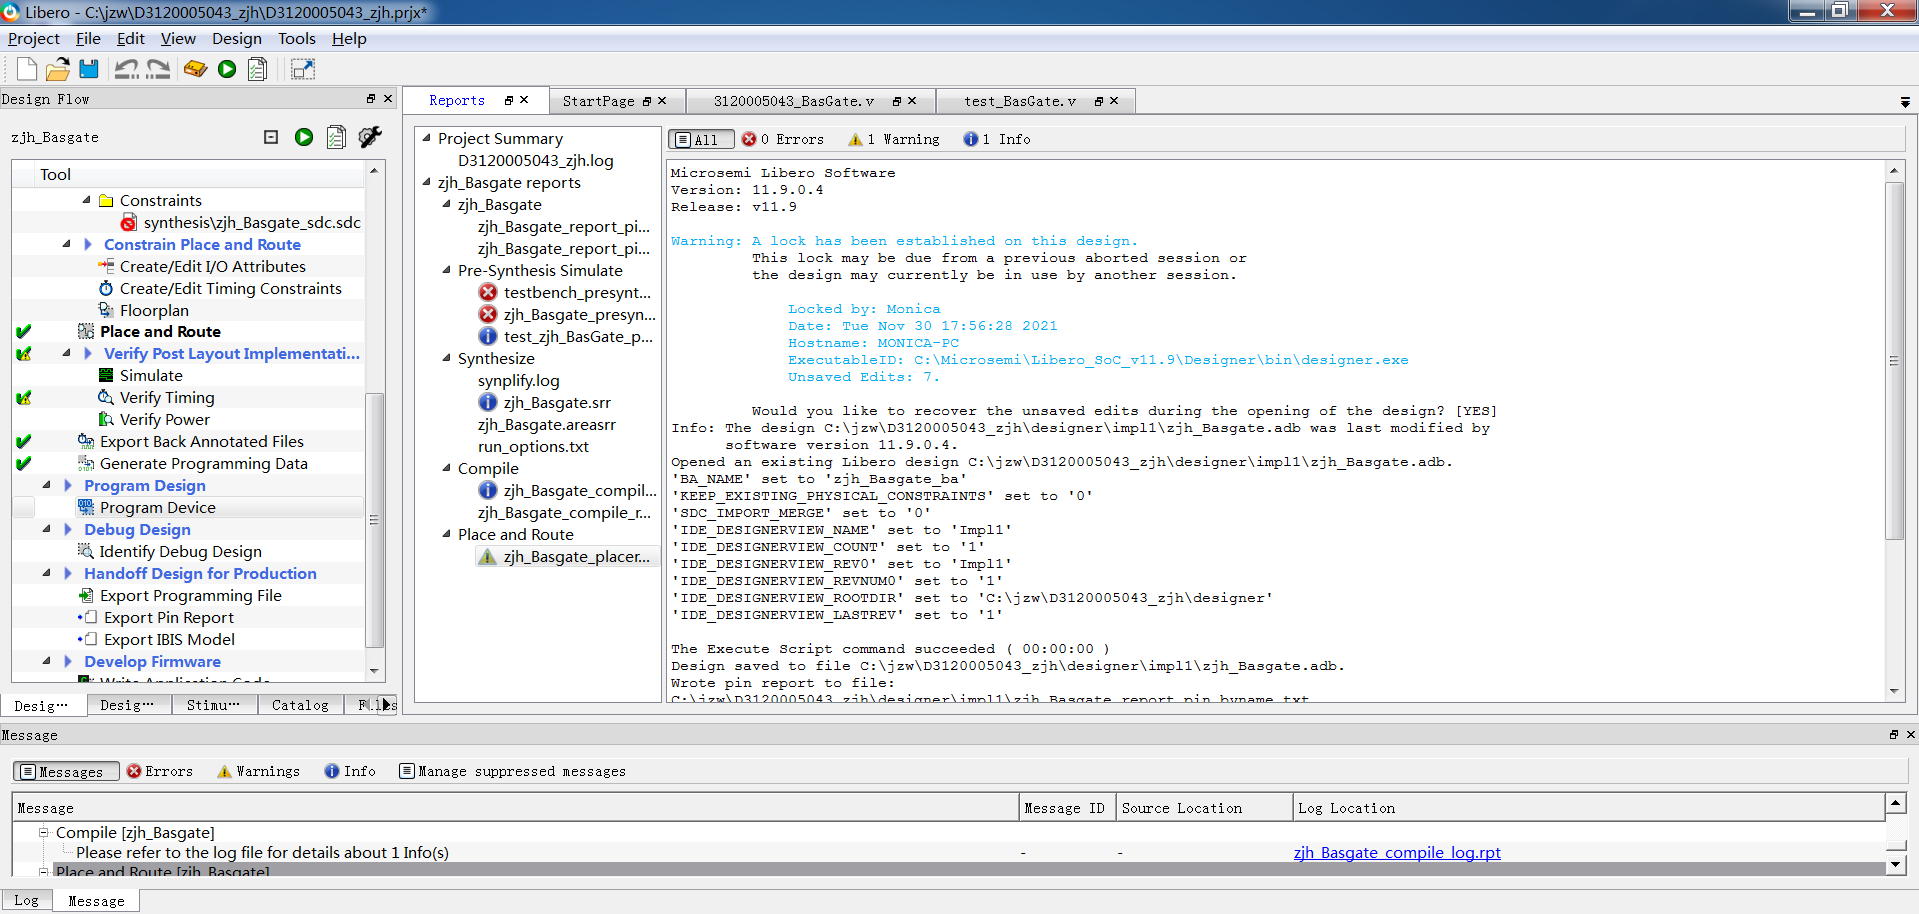 Libero - C:\jzw\D3120005043_zjh\D3120005043_zjh.prjx*
Project File Edit View Design Tools Help
Design Flow
zjh_Basgate
Tool
Constraints
synthesis\zjh_Basgate_sdc.sdc
Constrain Place and Route
Create/Edit I/O Attributes
Create/Edit Timing Constraints
Floorplan
Place and Route
Verify Post Layout Implementati...
Simulate
Verify Timing
Verify Power
Export Back Annotated Files
Generate Programming Data
Program Design
Program Device
Debug Design
Identify Debug Design
Handoff Design for Production
Export Programming File
Export Pin Report
Export IBIS Model
Develop Firmware
Write Application Code
Desig··· Desig··· Stimu··· Catalog Files
Reports StartPage 3120005043_BasGate.v test_BasGate.v
Project Summary
D3120005043_zjh.log
zjh_Basgate reports
zjh_Basgate
zjh_Basgate_report_pi...
zjh_Basgate_report_pi...
Pre-Synthesis Simulate
testbench_presynt...
zjh_Basgate_presyn...
test_zjh_BasGate_p...
Synthesize
synplify.log
zjh_Basgate.srr
zjh_Basgate.areasrr
run_options.txt
Compile
zjh_Basgate_compil...
zjh_Basgate_compile_r...
Place and Route
zjh_Basgate_placer...
All 0 Errors 1 Warning 1 Info
Microsemi Libero Software
Version: 11.9.0.4
Release: v11.9
Warning: A lock has been established on this design.
This lock may be due from a previous aborted session or
the design may currently be in use by another session.
Locked by: Monica
Date: Tue Nov 30 17:56:28 2021
Hostname: MONICA-PC
ExecutableID: C:\Microsemi\Libero_SoC_v11.9\Designer\bin\designer.exe
Unsaved Edits: 7.
Would you like to recover the unsaved edits during the opening of the design? [YES]
Info: The design C:\jzw\D3120005043_zjh\designer\impl1\zjh_Basgate.adb was last modified by
software version 11.9.0.4.
Opened an existing Libero design C:\jzw\D3120005043_zjh\designer\impl1\zjh_Basgate.adb.
'BA_NAME' set to 'zjh_Basgate_ba'
'KEEP_EXISTING_PHYSICAL_CONSTRAINTS' set to '0'
'SDC_IMPORT_MERGE' set to '0'
'IDE_DESIGNERVIEW_NAME' set to 'Impl1'
'IDE_DESIGNERVIEW_COUNT' set to '1'
'IDE_DESIGNERVIEW_REV0' set to 'Impl1'
'IDE_DESIGNERVIEW_REVNUM0' set to '1'
'IDE_DESIGNERVIEW_ROOTDIR' set to 'C:\jzw\D3120005043_zjh\designer'
'IDE_DESIGNERVIEW_LASTREV' set to '1'
The Execute Script command succeeded ( 00:00:00 )
Design saved to file C:\jzw\D3120005043_zjh\designer\impl1\zjh_Basgate.adb.
Wrote pin report to file:
C:\jzw\D3120005043_zjh\designer\impl1\zjh_Basgate_report_pin_byname.txt
Message
Messages Errors Warnings Info Manage suppressed messages
Message Message ID Source Location Log Location
Compile [zjh_Basgate]
Please refer to the log file for details about 1 Info(s) - - zjh_Basgate_compile_log.rpt
Place and Route [zjh_Basgate]
Log Message